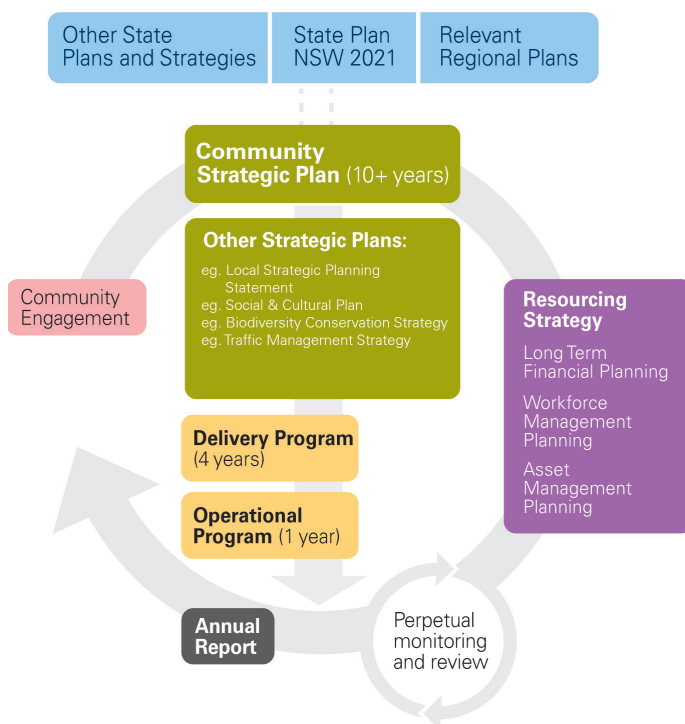 Other State
Plans and Strategies
State Plan
NSW 2021
Relevant
Regional Plans
Community
Strategic Plan (10+ years)
Other Strategic Plans:
eg. Local Strategic Planning
Statement
eg. Social & Cultural Plan
eg. Biodiversity Conservation Strategy
eg. Traffic Management Strategy
Community
Engagement
Resourcing
Strategy
Long Term
Financial Planning
Workforce
Management
Planning
Asset
Management
Planning
Delivery Program
(4 years)
Operational
Program (1 year)
Annual
Report
Perpetual
monitoring
and review